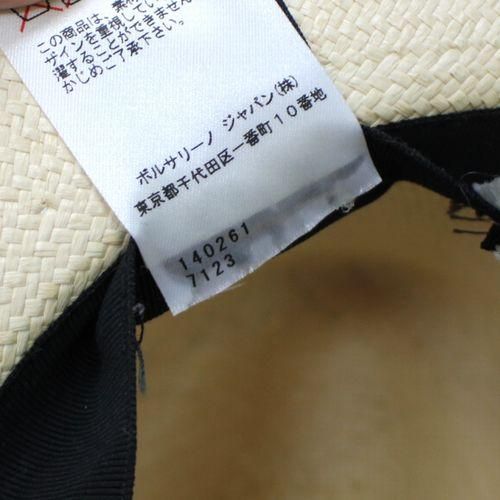 この商品は、素材
ザインを重視してい
濯することができません
かじめご了承下さい。
ボルサリーノ ジャパン(株)
東京都千代田区一番町10番地
140261
7123